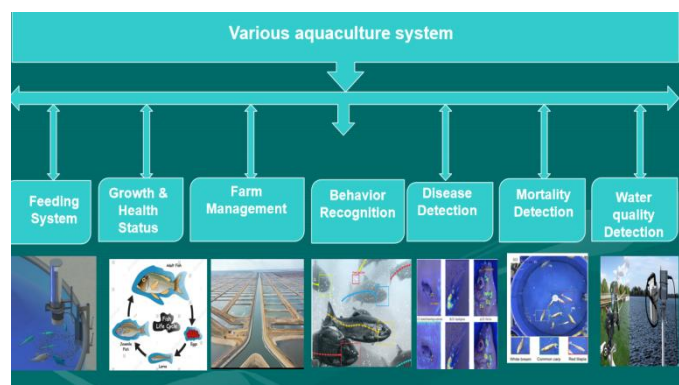 Various aquaculture system
Feeding
System
Growth &
Health
Status
Farm
Management
Behavior
Recognition
Disease
Detection
Mortality
Detection
Water
quality
Detection
Adult Fish
Fish
Life Cycle
Eggs
Larva
Juvenile
Fish
White bream
Common carp
Red tilapia